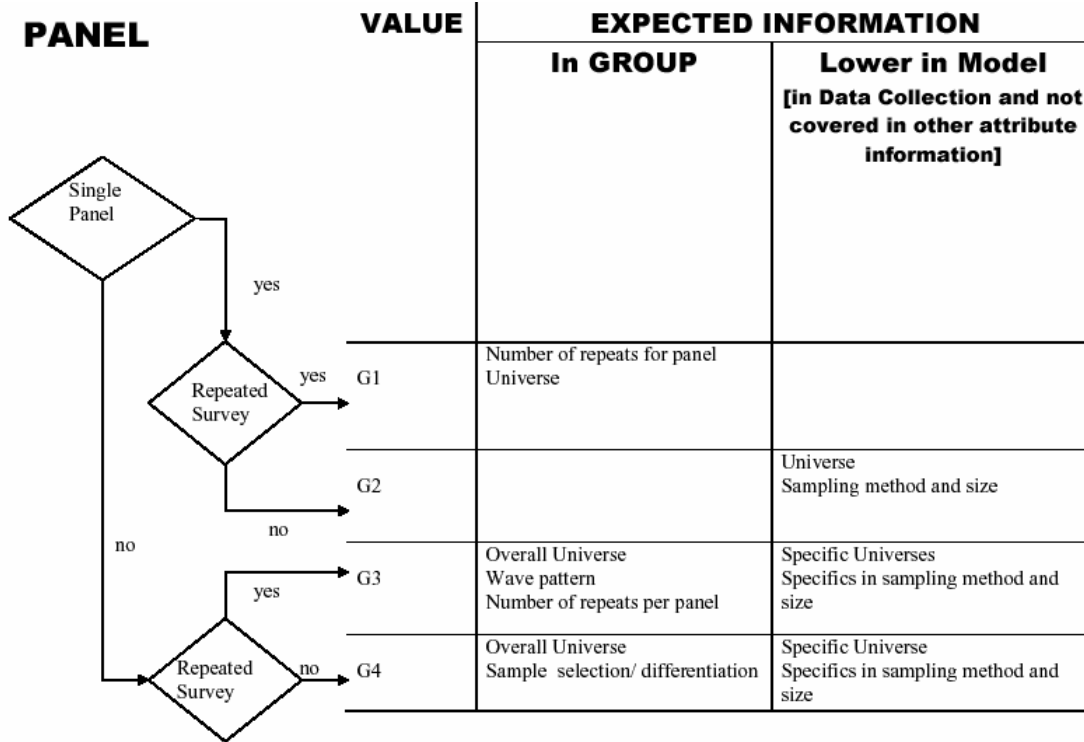 PANEL
VALUE
EXPECTED INFORMATION
In GROUP
Lower in Model
[in Data Collection and not
covered in other attribute
information]
Single
Panel
yes
Repeated
Survey
yes
G1
Number of repeats for panel
Universe
no
G2
Universe
Sampling method and size
no
yes
G3
Overall Universe
Wave pattern
Number of repeats per panel
Specific Universes
Specifics in sampling method and
size
Repeated
Survey
no
G4
Overall Universe
Sample selection/ differentiation
Specific Universe
Specifics in sampling method and
size